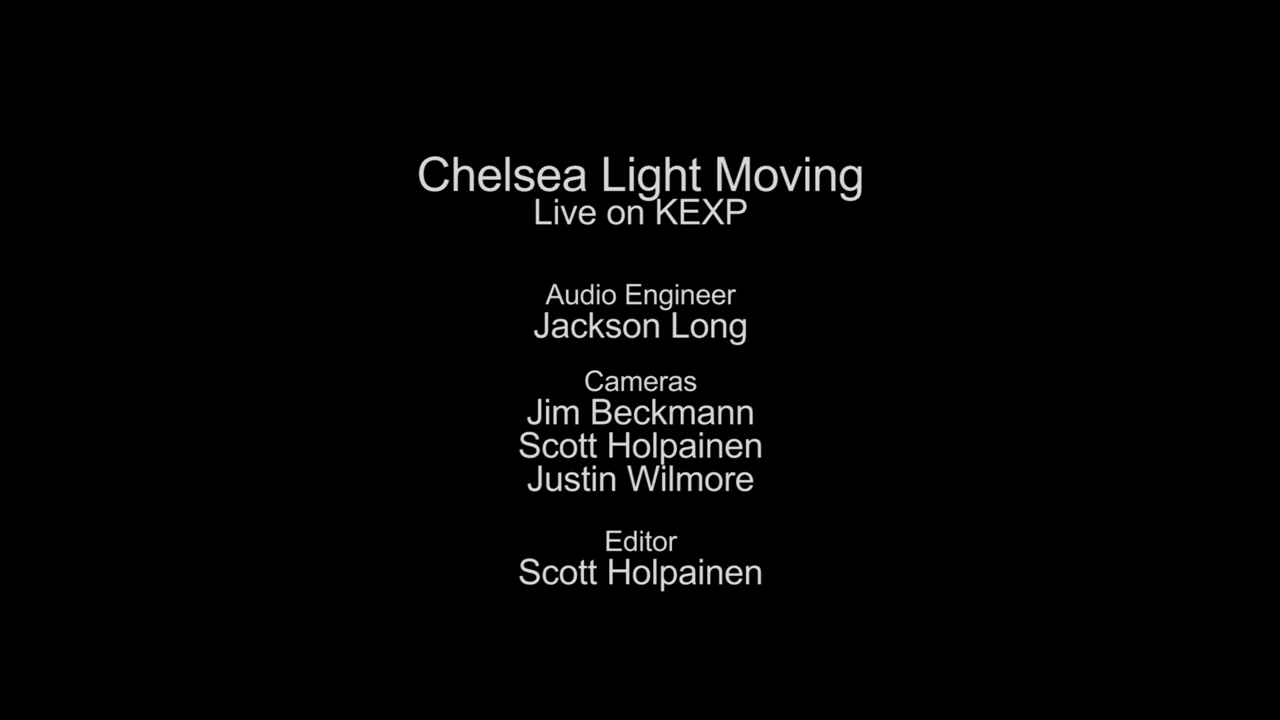 Chelsea Light Moving
Live on KEXP
Audio Engineer
Jackson Long
Cameras
Jim Beckmann
Scott Holpainen
Justin Wilmore
Editor
Scott Holpainen